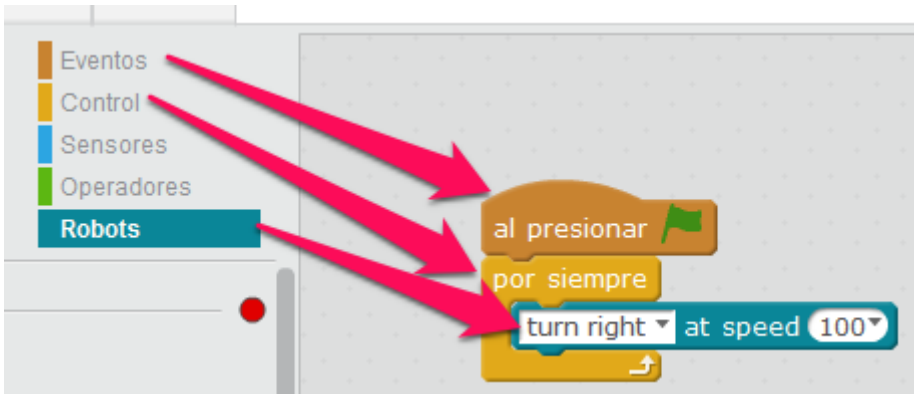 Eventos
Control
Sensores
Operadores
Robots
al presionar
por siempre
turn right at speed 100